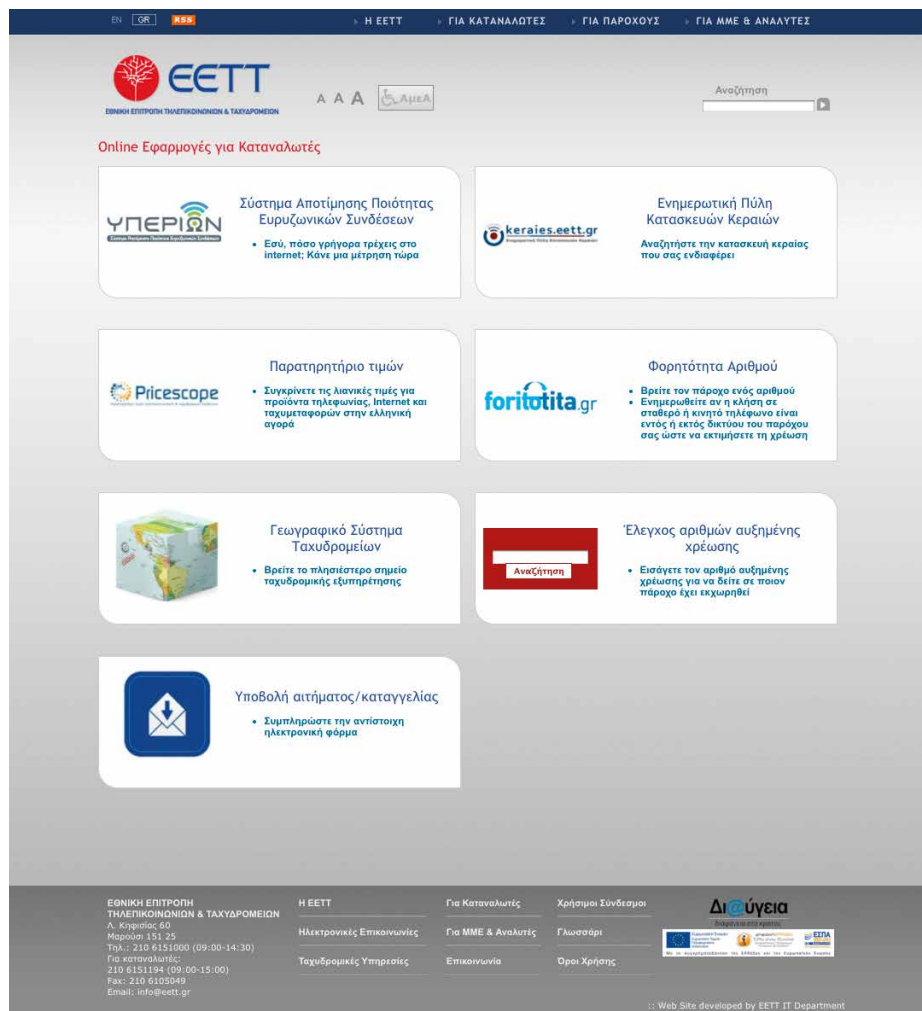 EN GR RSS
Η ΕΕΤΤ
ΓΙΑ ΚΑΤΑΝΑΛΩΤΕΣ
ΓΙΑ ΠΑΡΟΧΟΥΣ
ΓΙΑ ΜΜΕ & ΑΝΑΛΥΤΕΣ
ΕΕΤΤ
ΕΘΝΙΚΗ ΕΠΙΤΡΟΠΗ ΤΗΛΕΠΙΚΟΙΝΩΝΙΩΝ & ΤΑΧΥΔΡΟΜΕΙΩΝ
A A A ΑμεΑ
Αναζήτηση
Online Εφαρμογές για Καταναλωτές
ΥΠΕΡΙΩΝ
Σύστημα Αποτίμησης Ποιότητας
Ευρυζωνικών Συνδέσεων
Εσύ, πόσο γρήγορα τρέχεις στο
internet; Κάνε μια μέτρηση τώρα
keraies.eett.gr
Ενημερωτική Πύλη
Κατασκευών Κεραιών
Αναζητήστε την κατασκευή κεραίας
που σας ενδιαφέρει
Pricescope
Παρατηρητήριο τιμών
Συγκρίνετε τις λιανικές τιμές για
προϊόντα τηλεφωνίας, Internet και
ταχυμεταφορών στην ελληνική
αγορά
foritotita.gr
Φορητότητα Αριθμού
Βρείτε τον πάροχο ενός αριθμού
Ενημερωθείτε αν η κλήση σε
σταθερό ή κινητό τηλέφωνο είναι
εντός ή εκτός δικτύου του παρόχου
σας ώστε να εκτιμήσετε τη χρέωση
Γεωγραφικό Σύστημα
Ταχυδρομείων
Βρείτε το πλησιέστερο σημείο
ταχυδρομικής εξυπηρέτησης
Αναζήτηση
Έλεγχος αριθμών αυξημένης
χρέωσης
Εισάγετε τον αριθμό αυξημένης
χρέωσης για να δείτε σε ποιον
πάροχο έχει εκχωρηθεί
Υποβολή αιτήματος/καταγγελίας
Συμπληρώστε την αντίστοιχη
ηλεκτρονική φόρμα
ΕΘΝΙΚΗ ΕΠΙΤΡΟΠΗ
ΤΗΛΕΠΙΚΟΙΝΩΝΙΩΝ & ΤΑΧΥΔΡΟΜΕΙΩΝ
Λ. Κηφισίας 60
Μαρούσι 151 25
Τηλ.: 210 6151000 (09:00-14:30)
Για καταναλωτές:
210 6151194 (09:00-15:00)
Fax: 210 6105049
Email: info@eett.gr
Η ΕΕΤΤ
Ηλεκτρονικές Επικοινωνίες
Ταχυδρομικές Υπηρεσίες
Για Καταναλωτές
Για ΜΜΕ & Αναλυτές
Επικοινωνία
Χρήσιμοι Σύνδεσμοι
Γλωσσάρι
Όροι Χρήσης
Δι@ύγεια
ΕΣΠΑ
:: Web Site developed by EETT IT Department